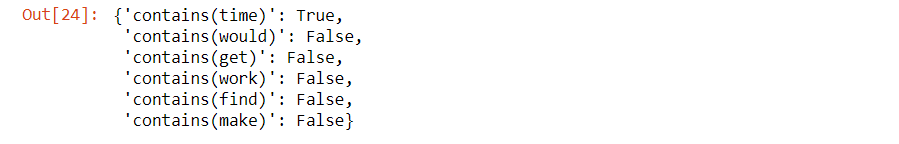 Out[24]: {'contains(time)': True,
'contains(would)': False,
'contains(get)': False,
'contains(work)': False,
'contains(find)': False,
'contains(make)': False}